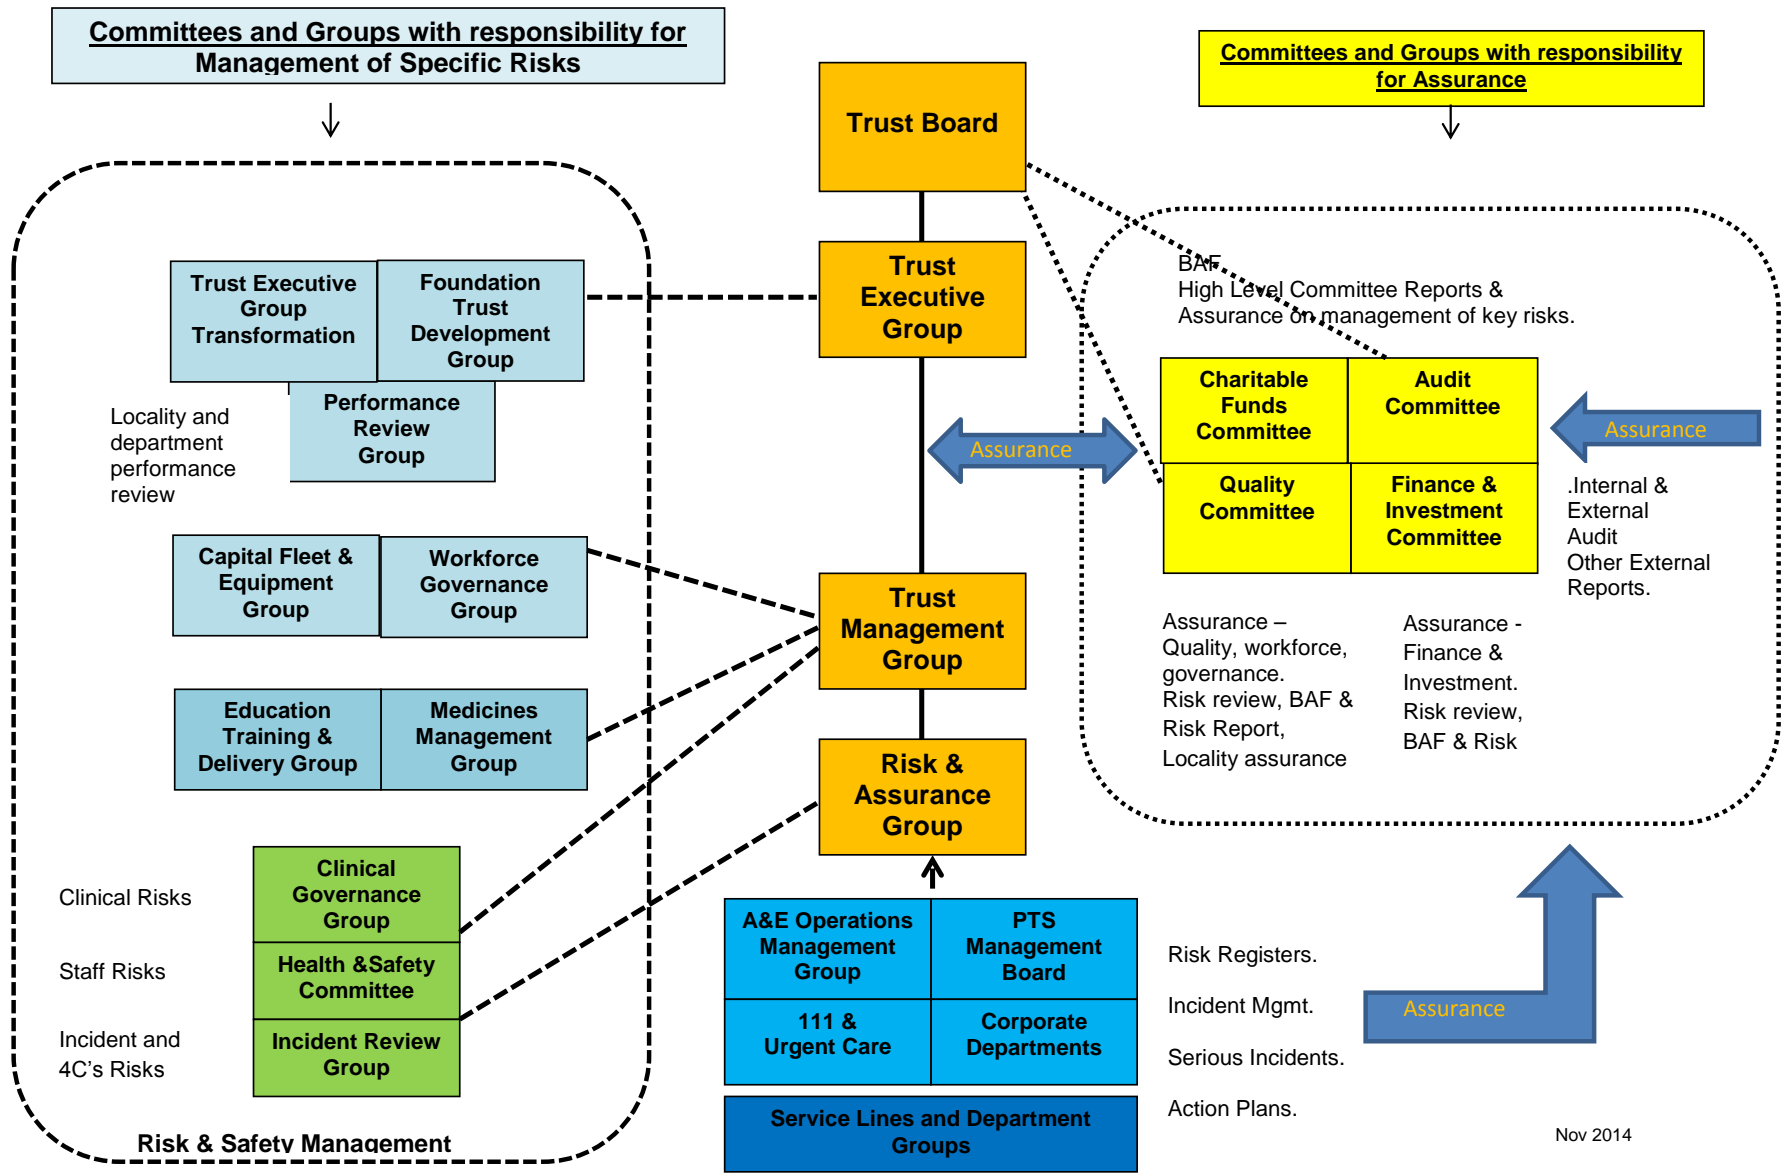 Committees and Groups with responsibility for
Management of Specific Risks
Committees and Groups with responsibility
for Assurance
Trust Board
Trust
Executive
Group
Trust Executive
Group
Transformation
Foundation
Trust
Development
Group
Performance
Review
Group
Locality and
department
performance
review
BAF
High Level Committee Reports &
Assurance on management of key risks.
Charitable
Funds
Committee
Audit
Committee
Quality
Committee
Finance &
Investment
Committee
Assurance
Assurance
.Internal &
External
Audit
Other External
Reports.
Capital Fleet &
Equipment
Group
Workforce
Governance
Group
Trust
Management
Group
Assurance –
Quality, workforce,
governance.
Risk review, BAF &
Risk Report,
Locality assurance
Assurance -
Finance &
Investment.
Risk review,
BAF & Risk
Education
Training &
Delivery Group
Medicines
Management
Group
Risk &
Assurance
Group
Clinical Risks
Clinical
Governance
Group
Staff Risks
Health &Safety
Committee
Incident and
4C's Risks
Incident Review
Group
Risk & Safety Management
A&E Operations
Management
Group
PTS
Management
Board
111 &
Urgent Care
Corporate
Departments
Service Lines and Department
Groups
Risk Registers.
Incident Mgmt.
Serious Incidents.
Action Plans.
Assurance
Nov 2014